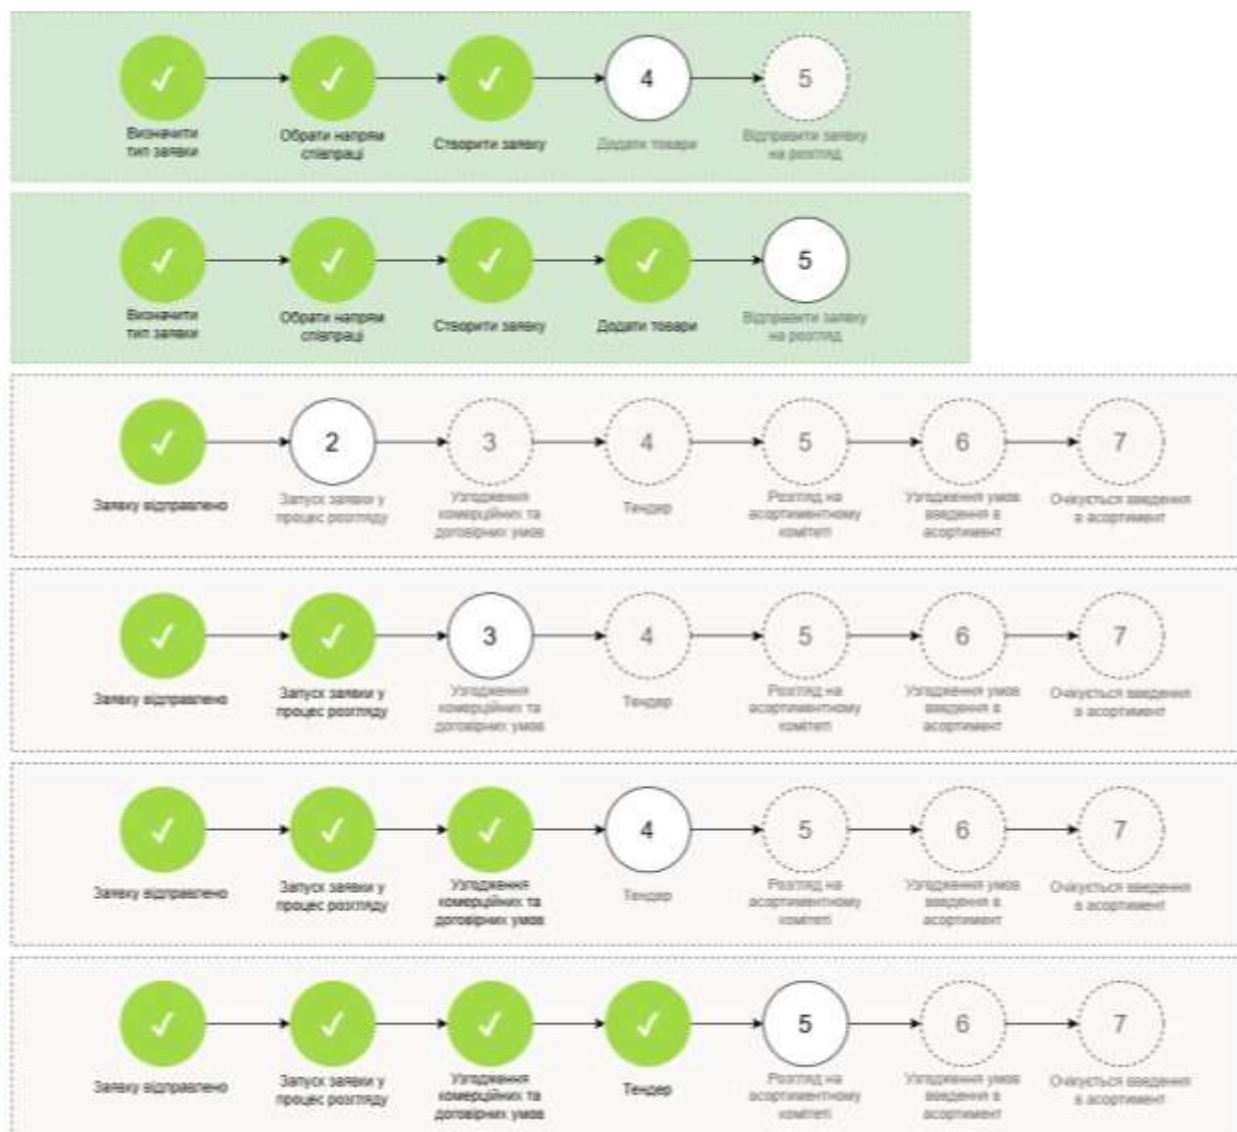 4
5
Визначити
тип заявки
Обрати напрям
співпраці
Створити заявку
Додати товари
Відправити заявку
на розгляд
5
Визначити
тип заявки
Обрати напрям
співпраці
Створити заявку
Додати товари
Відправити заявку
на розгляд
2
3
4
5
6
7
Заявку відправлено
Запуск заявки у
процес розгляду
Узгодження
комерційних та
договірних умов
Тендер
Розгляд на
асортиментному
комітеті
Узгодження умов
введення в
асортимент
Очікується введення
в асортимент
3
4
5
6
7
Заявку відправлено
Запуск заявки у
процес розгляду
Узгодження
комерційних та
договірних умов
Тендер
Розгляд на
асортиментному
комітеті
Узгодження умов
введення в
асортимент
Очікується введення
в асортимент
4
5
6
7
Заявку відправлено
Запуск заявки у
процес розгляду
Узгодження
комерційних та
договірних умов
Тендер
Розгляд на
асортиментному
комітеті
Узгодження умов
введення в
асортимент
Очікується введення
в асортимент
5
6
7
Заявку відправлено
Запуск заявки у
процес розгляду
Узгодження
комерційних та
договірних умов
Тендер
Розгляд на
асортиментному
комітеті
Узгодження умов
введення в
асортимент
Очікується введення
в асортимент